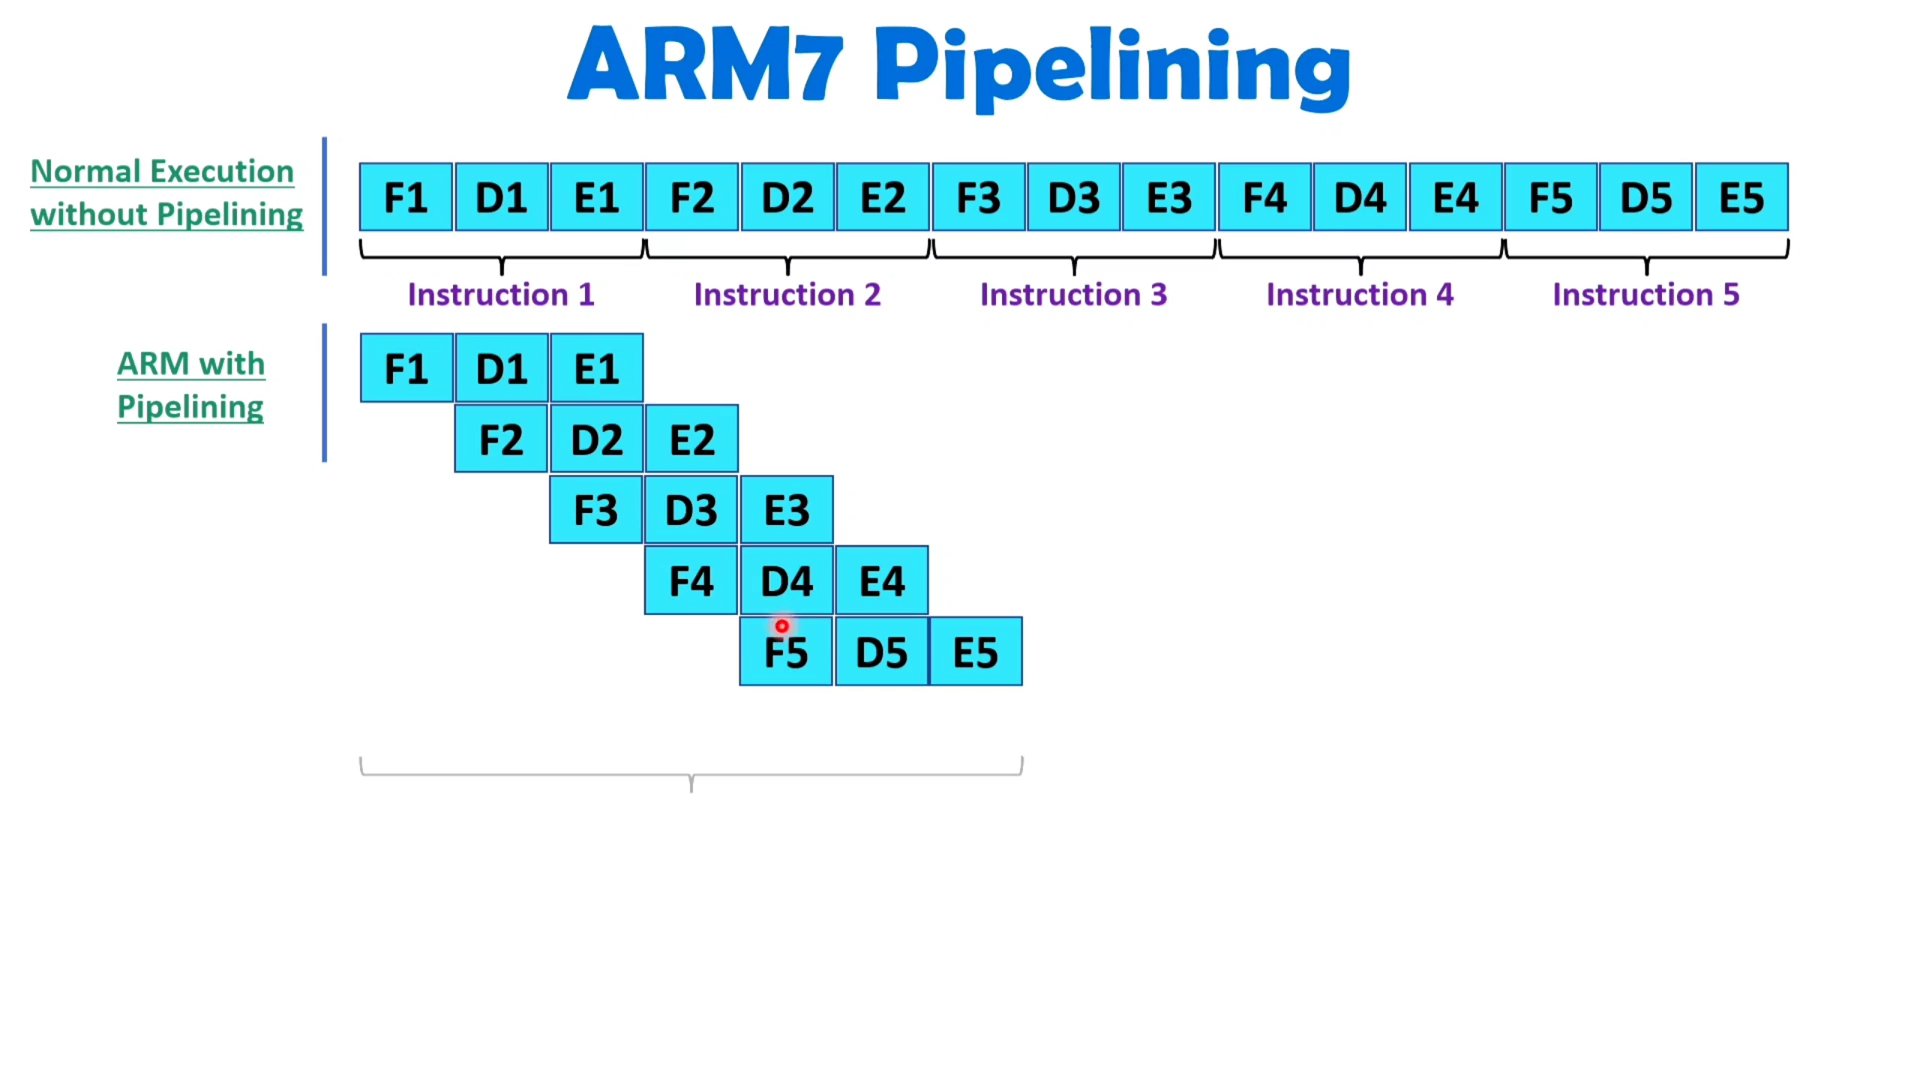 ARM7 Pipelining
Normal Execution
without Pipelining
F1 D1 E1 F2 D2 E2 F3 D3 E3 F4 D4 E4 F5 D5 E5
Instruction 1 Instruction 2 Instruction 3 Instruction 4 Instruction 5
ARM with
Pipelining
F1 D1 E1
F2 D2 E2
F3 D3 E3
F4 D4 E4
F5 D5 E5